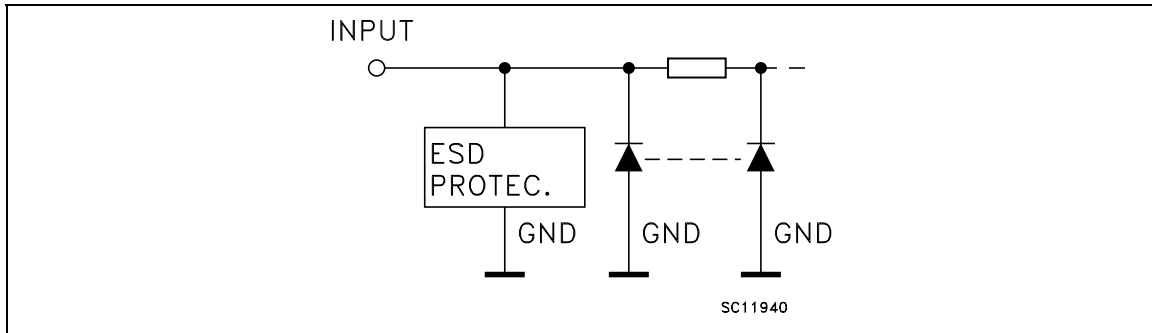 INPUT
ESD
PROTEC.
GND
GND
GND
SC11940